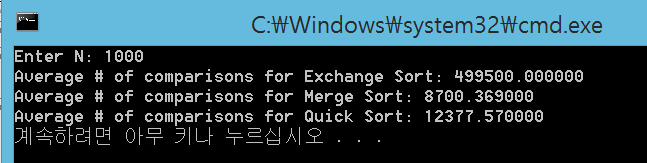 C:₩Windows₩system32₩cmd.exe
Enter N: 1000
Average # of comparisons for Exchange Sort: 499500.000000
Average # of comparisons for Merge Sort: 8700.369000
Average # of comparisons for Quick Sort: 12377.570000
계속하려면 아무 키나 누르십시오 . . .